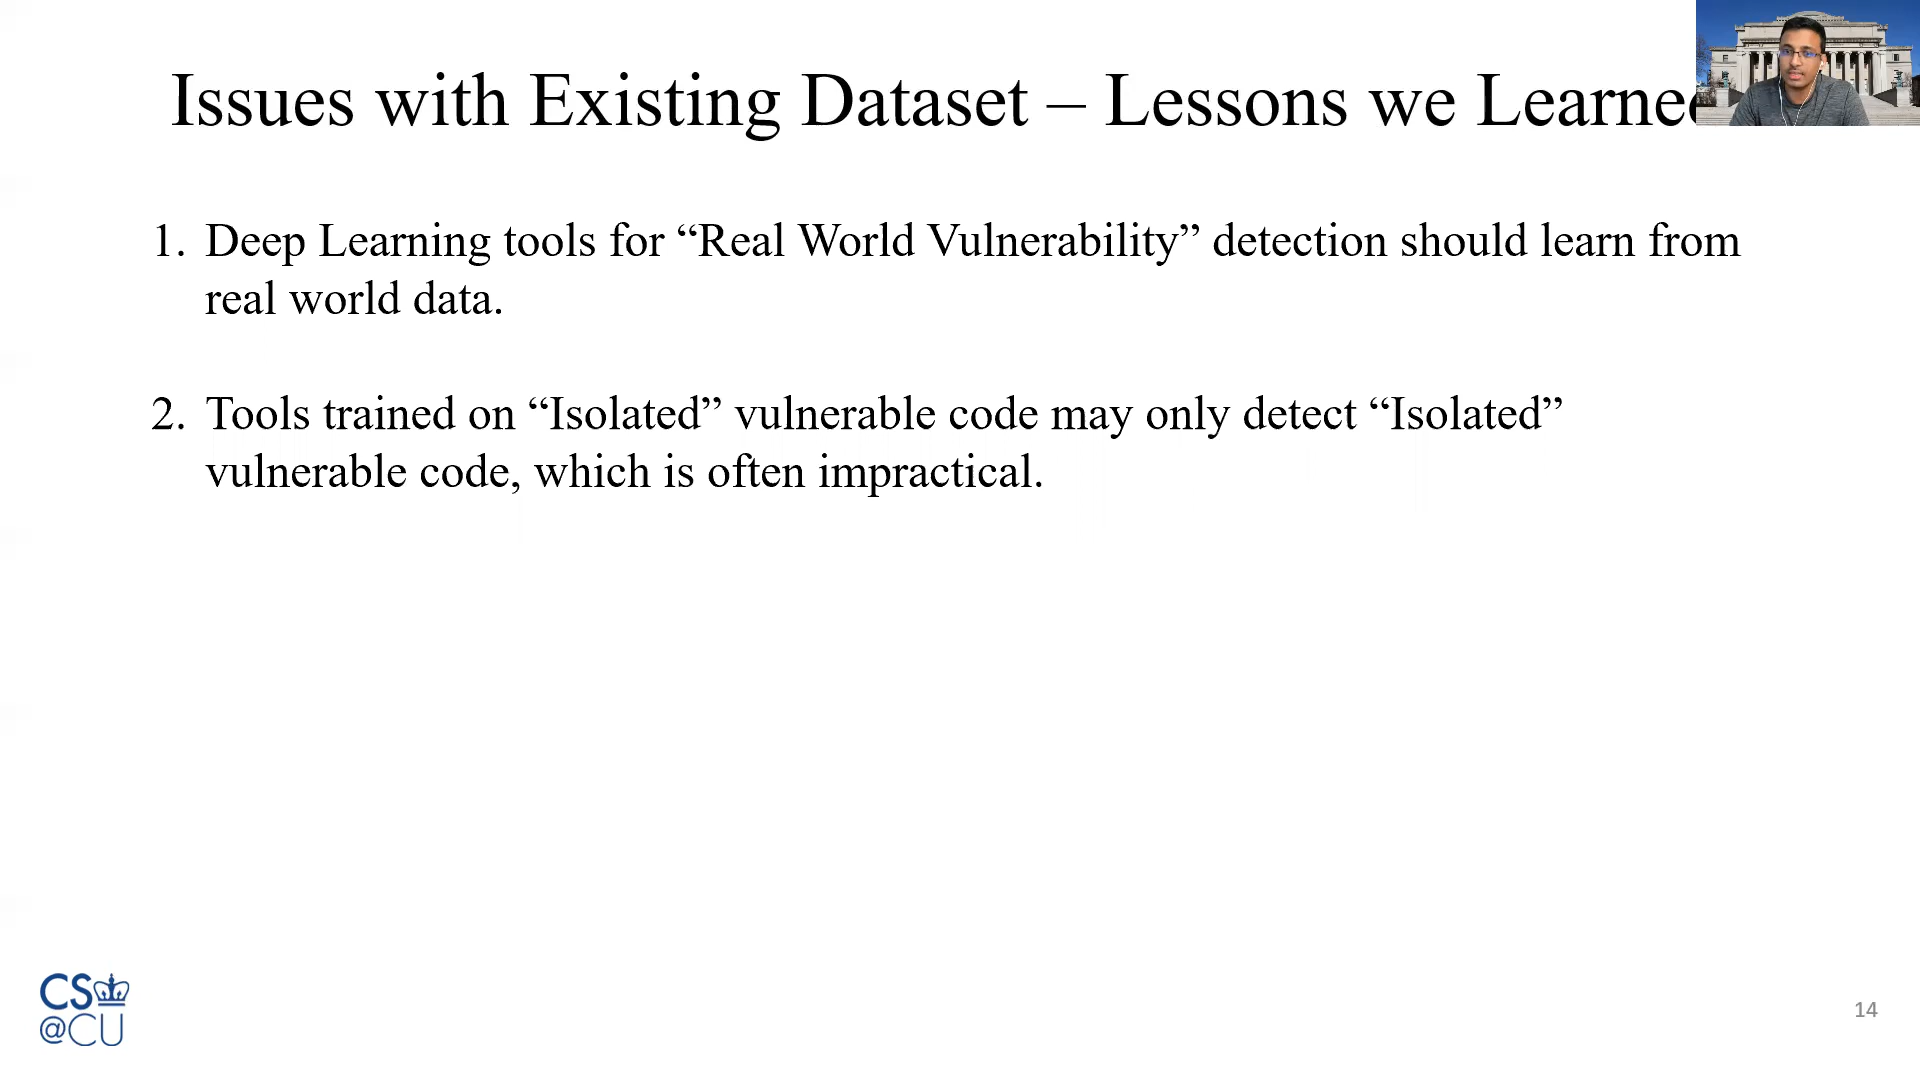 Issues with Existing Dataset – Lessons we Learned
1. Deep Learning tools for “Real World Vulnerability” detection should learn from
real world data.
2. Tools trained on “Isolated” vulnerable code may only detect “Isolated”
vulnerable code, which is often impractical.
CS
@CU
14